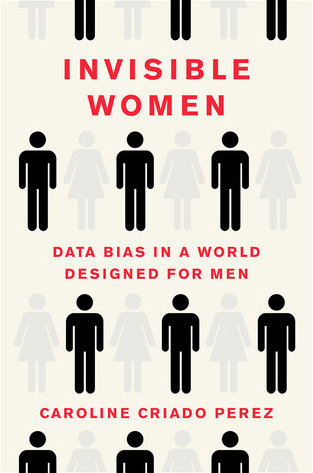 INVISIBLE
WOMEN
DATA BIAS IN A WORLD
DESIGNED FOR MEN
CAROLINE CRIADO PEREZ